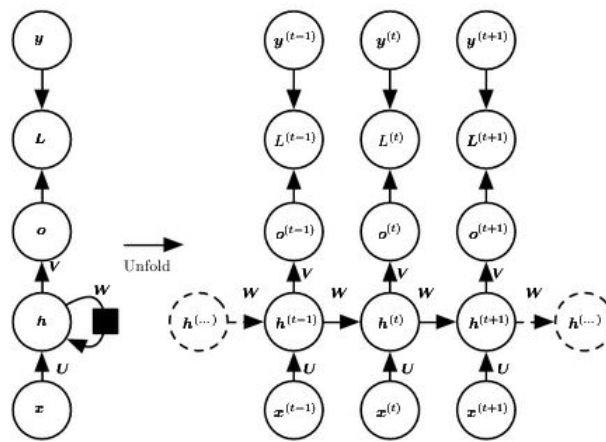 y y^(t−1) y^(t) y^(t+1)
L L^(t−1) L^(t) L^(t+1)
o o^(t−1) o^(t) o^(t+1)
Unfold
V V V V
W W W W W
h h^(...) h^(t−1) h^(t) h^(t+1) h^(...)
U U U U
x x^(t−1) x^(t) x^(t+1)